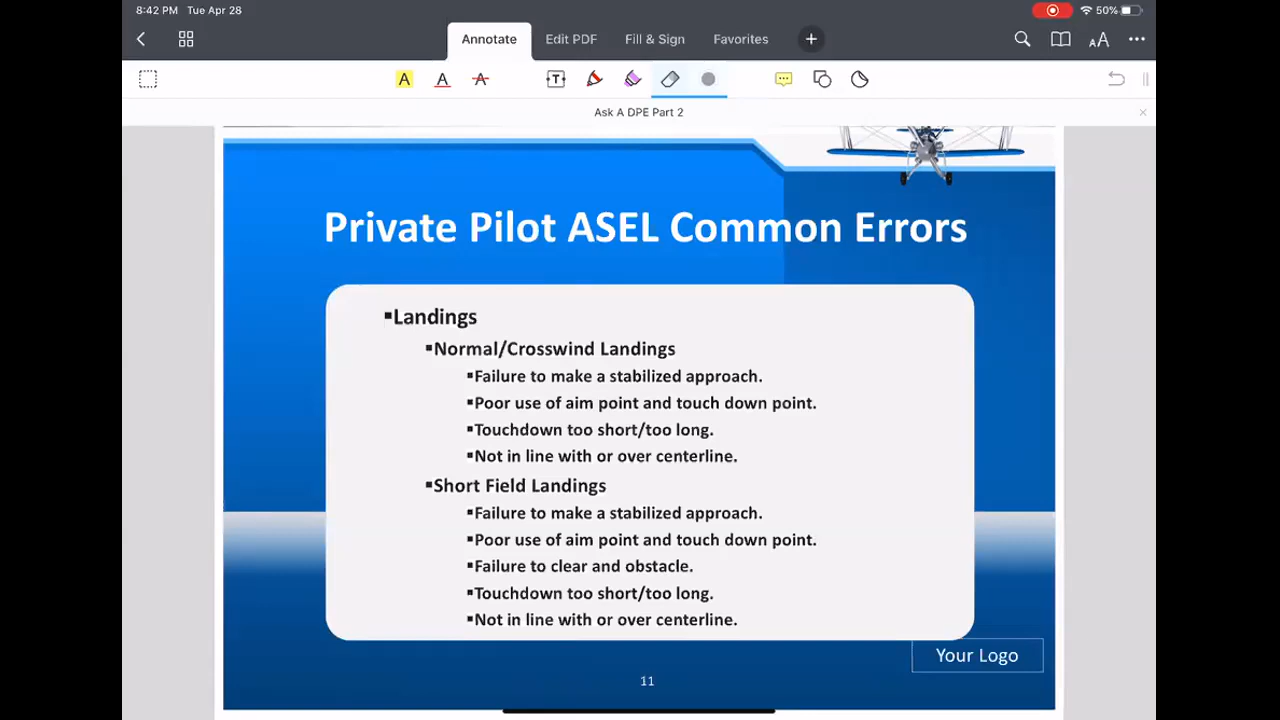 8:42 PM Tue Apr 28
50%
Annotate Edit PDF Fill & Sign Favorites
AA
A A A T
Ask A DPE Part 2
Private Pilot ASEL Common Errors
▪Landings
▪Normal/Crosswind Landings
▪Failure to make a stabilized approach.
▪Poor use of aim point and touch down point.
▪Touchdown too short/too long.
▪Not in line with or over centerline.
▪Short Field Landings
▪Failure to make a stabilized approach.
▪Poor use of aim point and touch down point.
▪Failure to clear and obstacle.
▪Touchdown too short/too long.
▪Not in line with or over centerline.
Your Logo
11